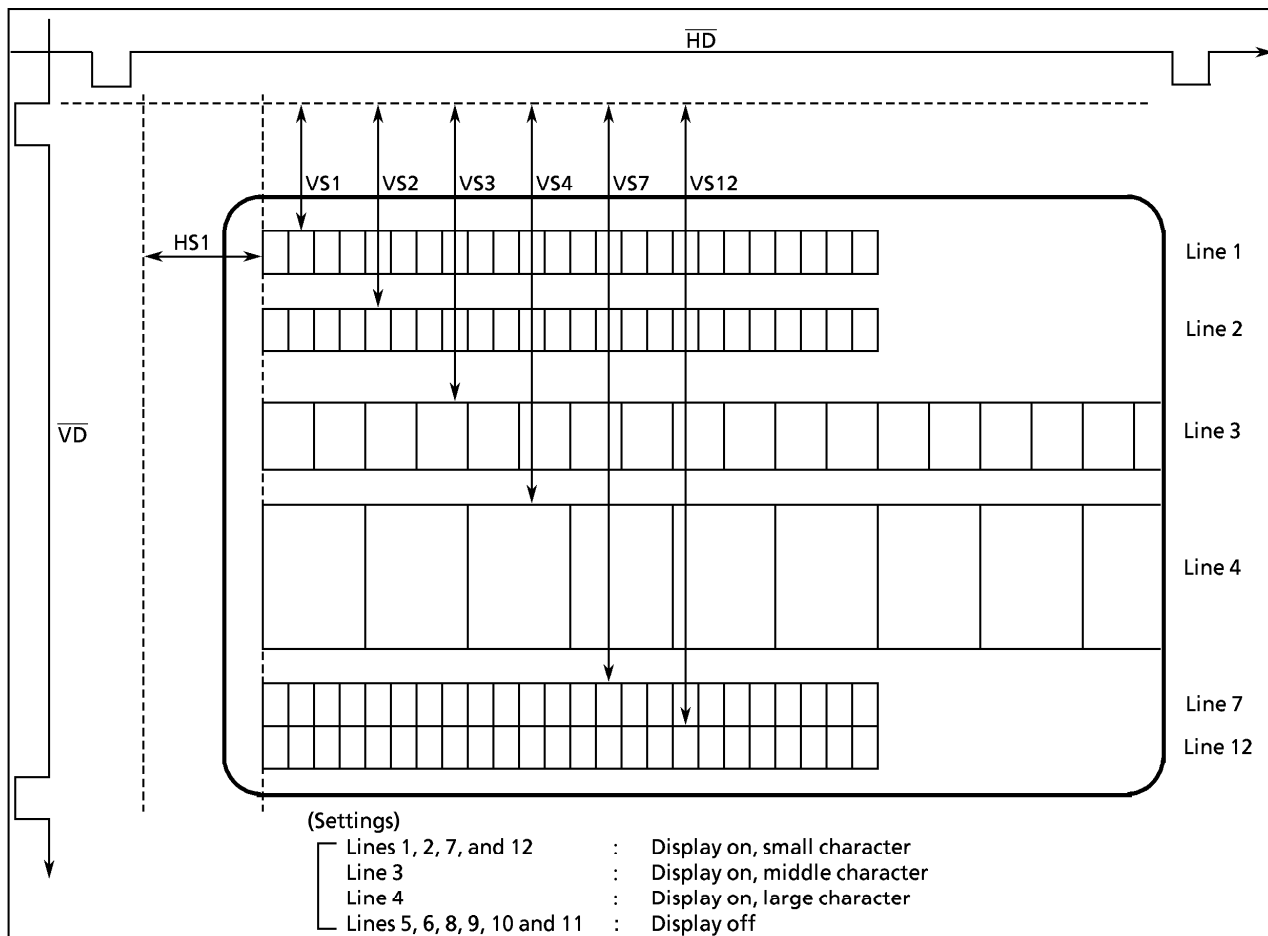 H̅D̅
VS1 VS2 VS3 VS4 VS7 VS12
HS1
Line 1
Line 2
V̅D̅
Line 3
Line 4
Line 7
Line 12
(Settings)
Lines 1, 2, 7, and 12 : Display on, small character
Line 3 : Display on, middle character
Line 4 : Display on, large character
Lines 5, 6, 8, 9, 10 and 11 : Display off